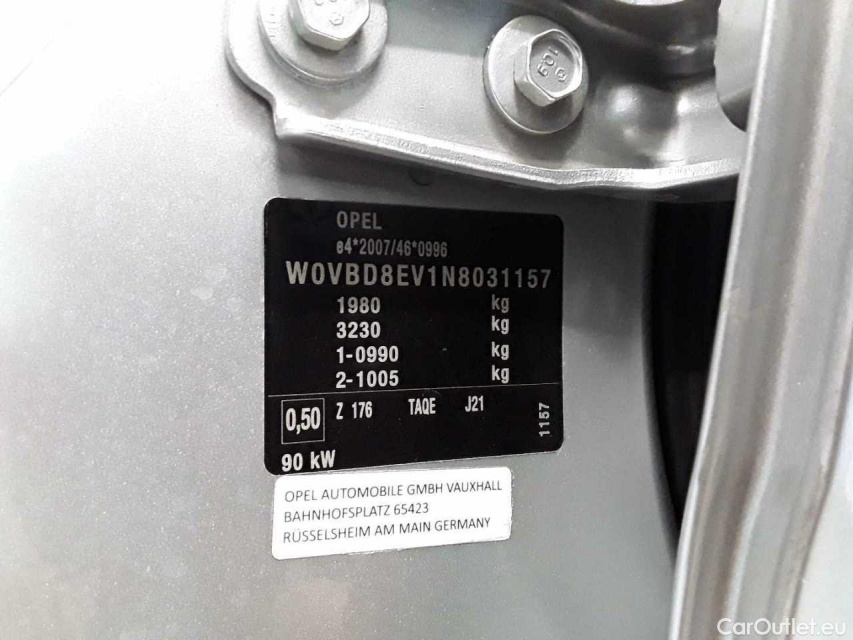 109
OPEL
e4*2007/46*0996
W0VBD8EV1N8031157
1980 kg
3230 kg
1-0990 kg
2-1005 kg
0,50 Z 176 TAQE J21
1157
90 kW
OPEL AUTOMOBILE GMBH VAUXHALL
BAHNHOFSPLATZ 65423
RÜSSELSHEIM AM MAIN GERMANY
CarOutlet.eu